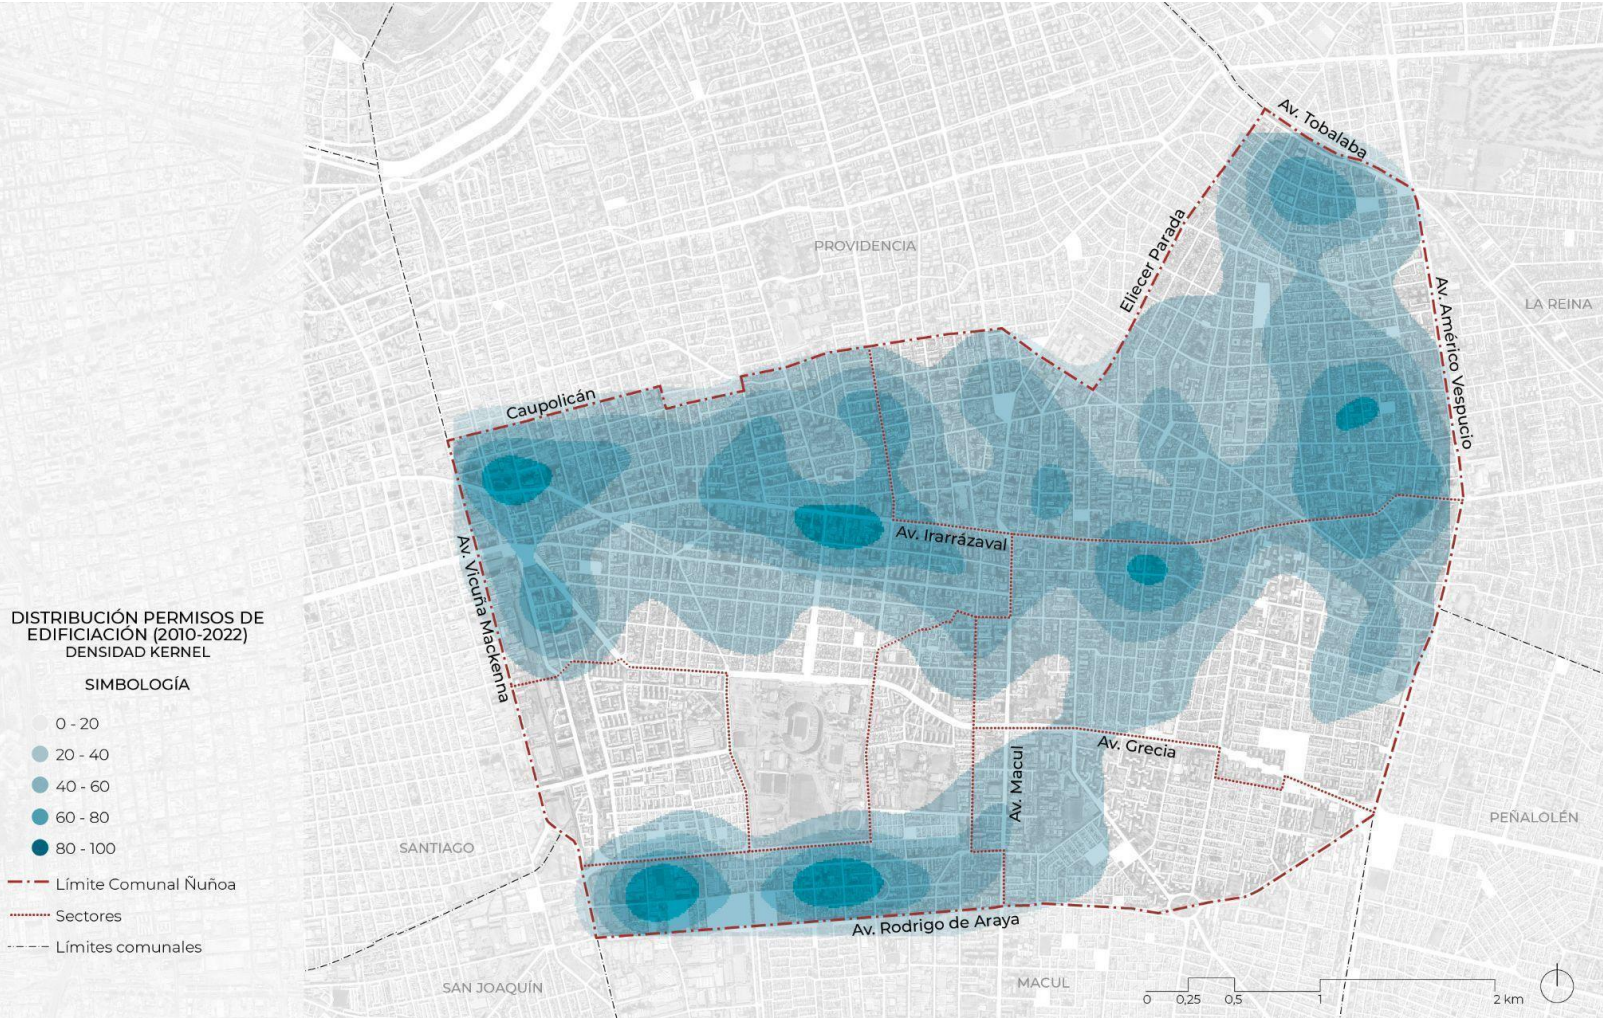 Av. Tobalaba
PROVIDENCIA
Eliecer Parada
Av. Américo Vespucio
LA REINA
Caupolicán
Av. Irarrázaval
Av. Vicuña Mackenna
DISTRIBUCIÓN PERMISOS DE
EDIFICIACIÓN (2010-2022)
DENSIDAD KERNEL
SIMBOLOGÍA
0 - 20
20 - 40
40 - 60
60 - 80
80 - 100
Límite Comunal Ñuñoa
Sectores
Límites comunales
Av. Grecia
Av. Macul
SANTIAGO
PEÑALOLÉN
Av. Rodrigo de Araya
SAN JOAQUÍN
MACUL
0 0,25 0,5 1 2 km